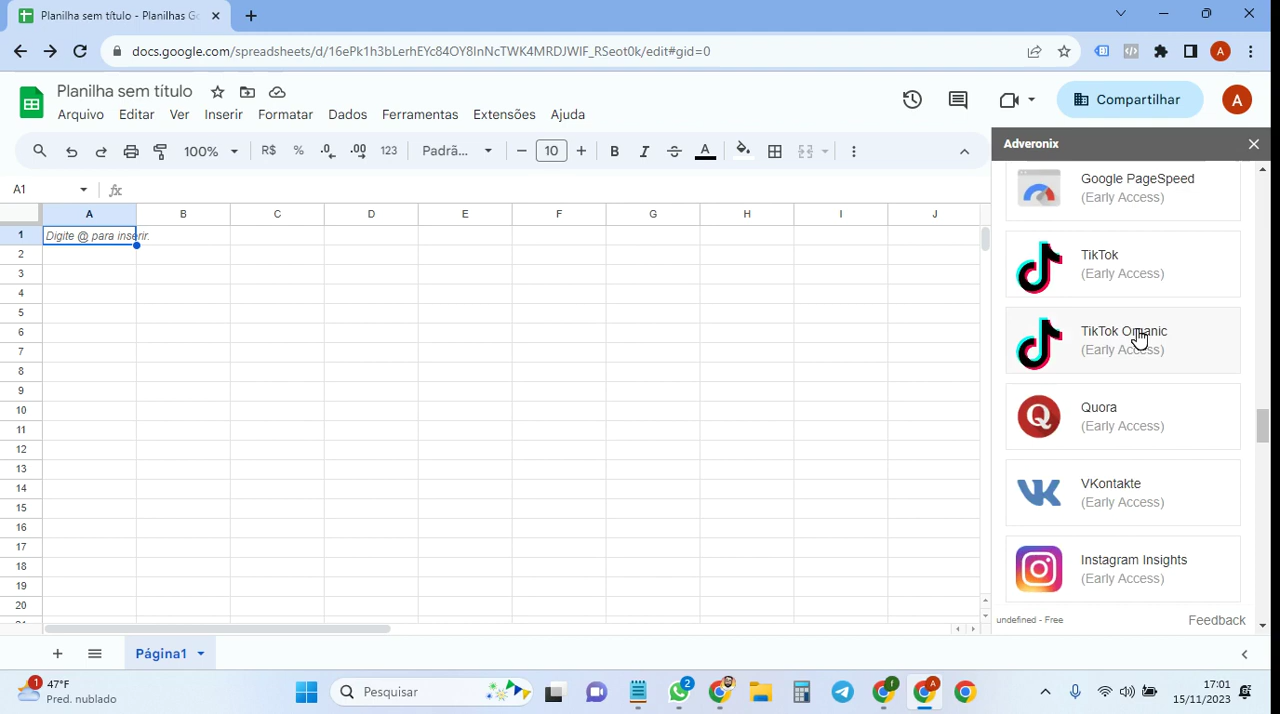 Planilha sem título - Planilhas Go
docs.google.com/spreadsheets/d/16ePk1h3bLerhEYc84OY8InNcTWK4MRDJWIF_RSeot0k/edit#gid=0
A
Planilha sem título
Compartilhar
A
Arquivo Editar Ver Inserir Formatar Dados Ferramentas Extensões Ajuda
100% R$ % .0 .00 123 Padrã... 10 B I S A
Adveronix
A1 fx
Google PageSpeed
(Early Access)
A B C D E F G H I J
1 Digite @ para inserir.
2
3
4
5
6
7
8
9
10
11
12
13
14
15
16
17
18
19
20
TikTok
(Early Access)
TikTok Organic
(Early Access)
Quora
(Early Access)
VKontakte
(Early Access)
Instagram Insights
(Early Access)
undefined - Free Feedback
Página1
1 47°F
Pred. nublado
Pesquisar
2
f
A
17:01
15/11/2023